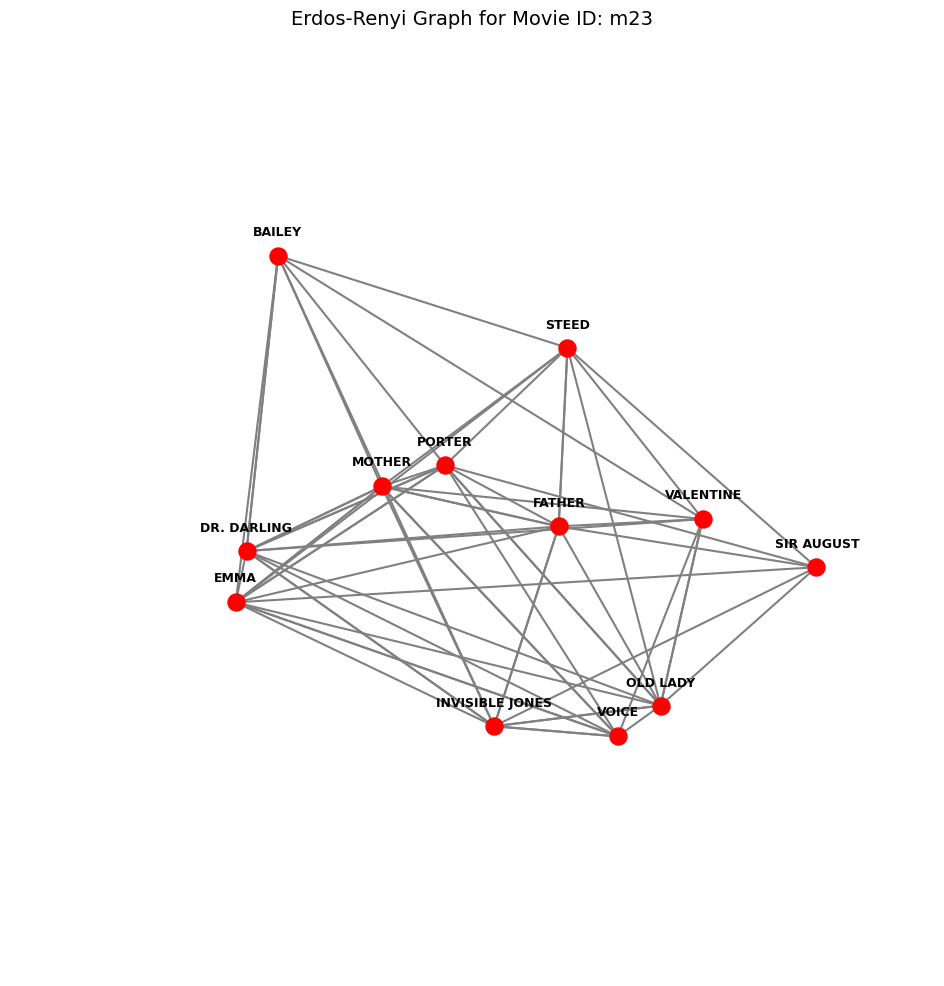 Erdos-Renyi Graph for Movie ID: m23
BAILEY
STEED
PORTER
MOTHER
VALENTINE
FATHER
DR. DARLING
SIR AUGUST
EMMA
OLD LADY
INVISIBLE JONES
VOICE